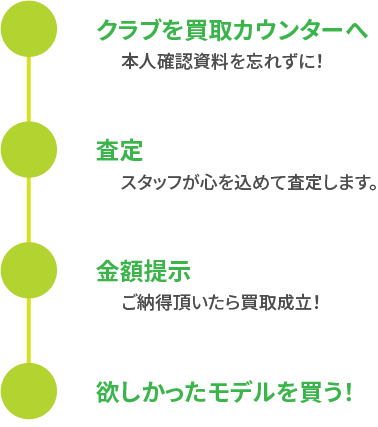 クラブを買取カウンターへ
本人確認資料を忘れずに！
査定
スタッフが心を込めて査定します。
金額提示
ご納得頂いたら買取成立！
欲しかったモデルを買う！